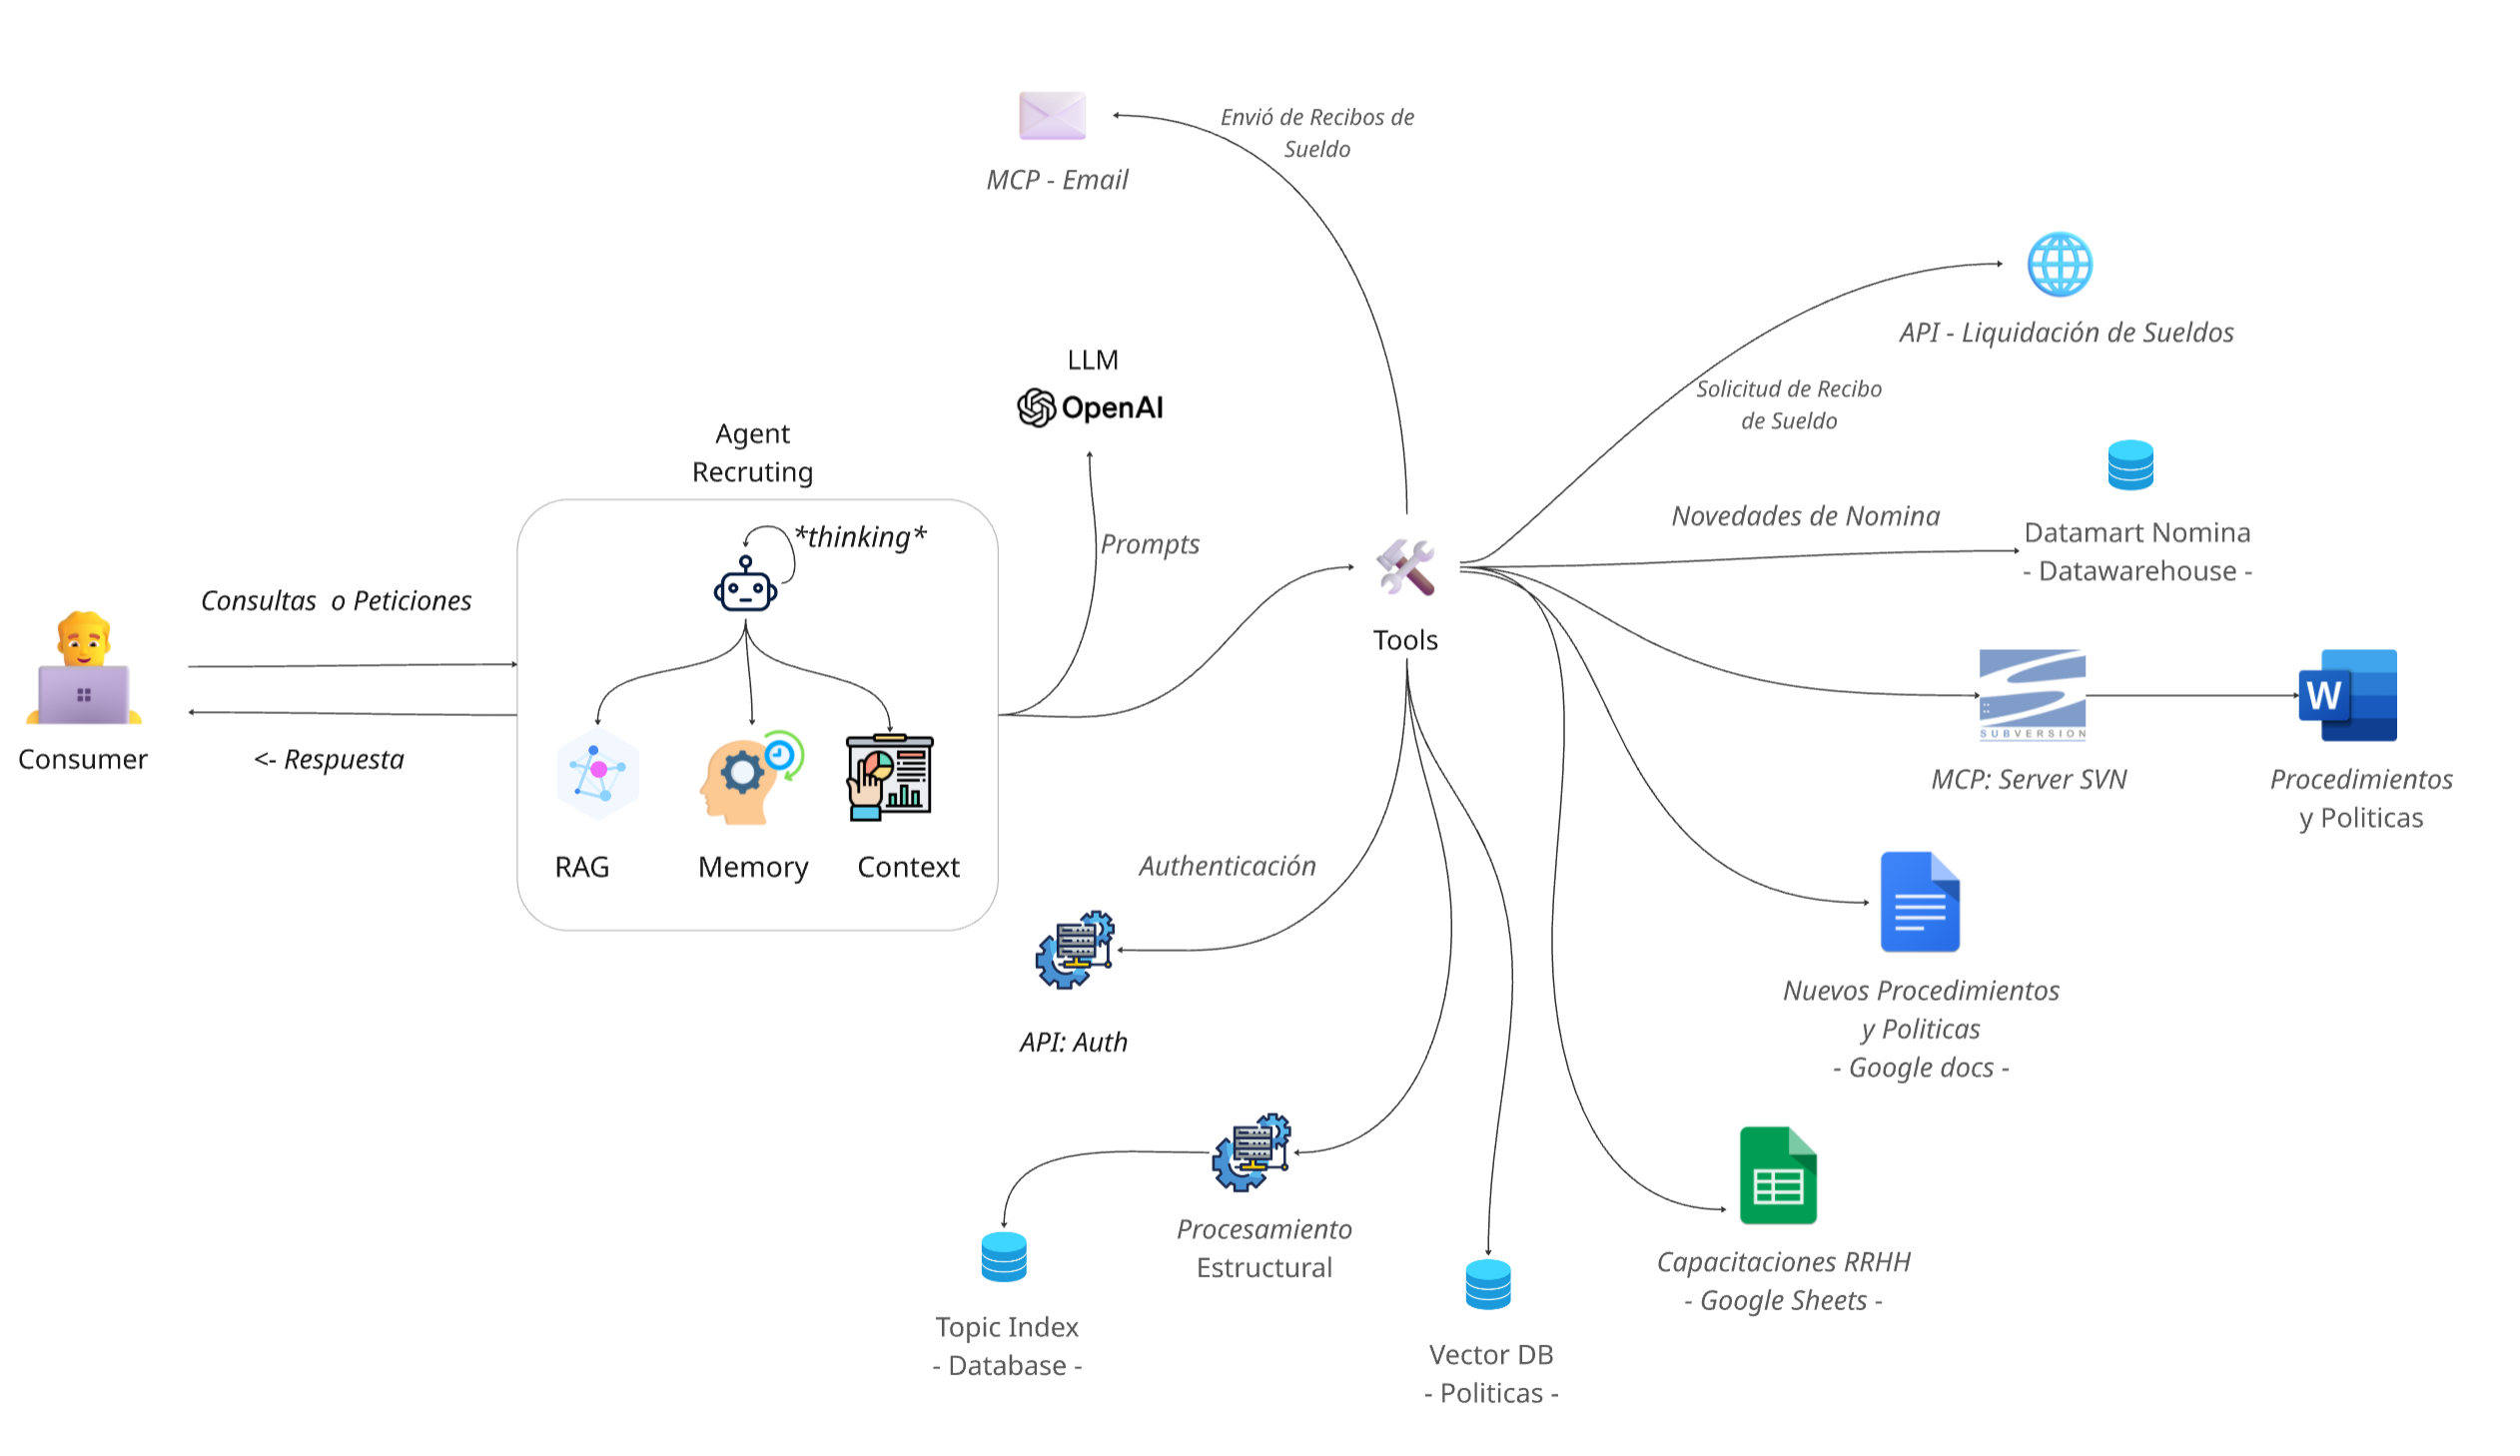 Envió de Recibos de
Sueldo
MCP - Email
API - Liquidación de Sueldos
LLM
OpenAI
Solicitud de Recibo
de Sueldo
Agent
Recruting
*thinking*
Prompts
Novedades de Nomina
Datamart Nomina
- Datawarehouse -
Consultas  o Peticiones
Tools
Consumer
<- Respuesta
SUBVERSION
W
MCP: Server SVN
Procedimientos
y Politicas
RAG
Memory
Context
Authenticación
API: Auth
Nuevos Procedimientos
y Politicas
- Google docs -
Procesamiento
Estructural
Capacitaciones RRHH
- Google Sheets -
Topic Index
- Database -
Vector DB
- Politicas -